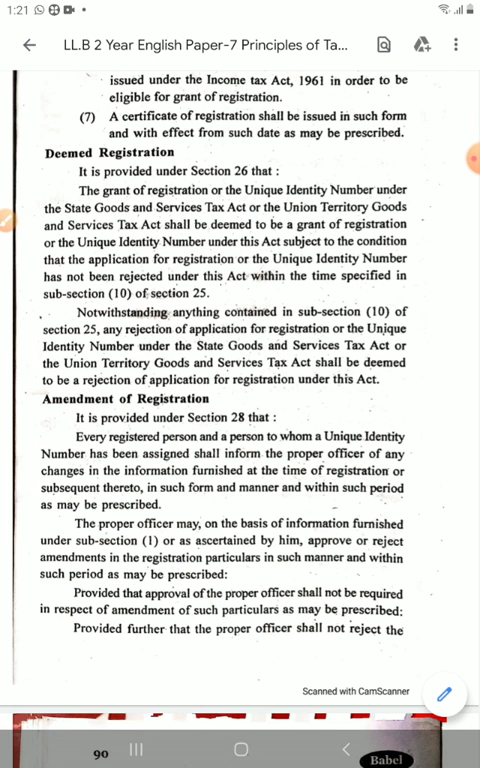 1:21
LL.B 2 Year English Paper-7 Principles of Ta...
issued under the Income tax Act, 1961 in order to be
eligible for grant of registration.
(7) A certificate of registration shall be issued in such form
and with effect from such date as may be prescribed.
Deemed Registration
It is provided under Section 26 that :
The grant of registration or the Unique Identity Number under
the State Goods and Services Tax Act or the Union Territory Goods
and Services Tax Act shall be deemed to be a grant of registration
or the Unique Identity Number under this Act subject to the condition
that the application for registration or the Unique Identity Number
has not been rejected under this Act within the time specified in
sub-section (10) of section 25.
Notwithstanding anything contained in sub-section (10) of
section 25, any rejection of application for registration or the Unique
Identity Number under the State Goods and Services Tax Act or
the Union Territory Goods and Services Tax Act shall be deemed
to be a rejection of application for registration under this Act.
Amendment of Registration
It is provided under Section 28 that :
Every registered person and a person to whom a Unique Identity
Number has been assigned shall inform the proper officer of any
changes in the information furnished at the time of registration or
subsequent thereto, in such form and manner and within such period
as may be prescribed.
The proper officer may, on the basis of information furnished
under sub-section (1) or as ascertained by him, approve or reject
amendments in the registration particulars in such manner and within
such period as may be prescribed:
Provided that approval of the proper officer shall not be required
in respect of amendment of such particulars as may be prescribed:
Provided further that the proper officer shall not reject the
Scanned with CamScanner
90
Babel